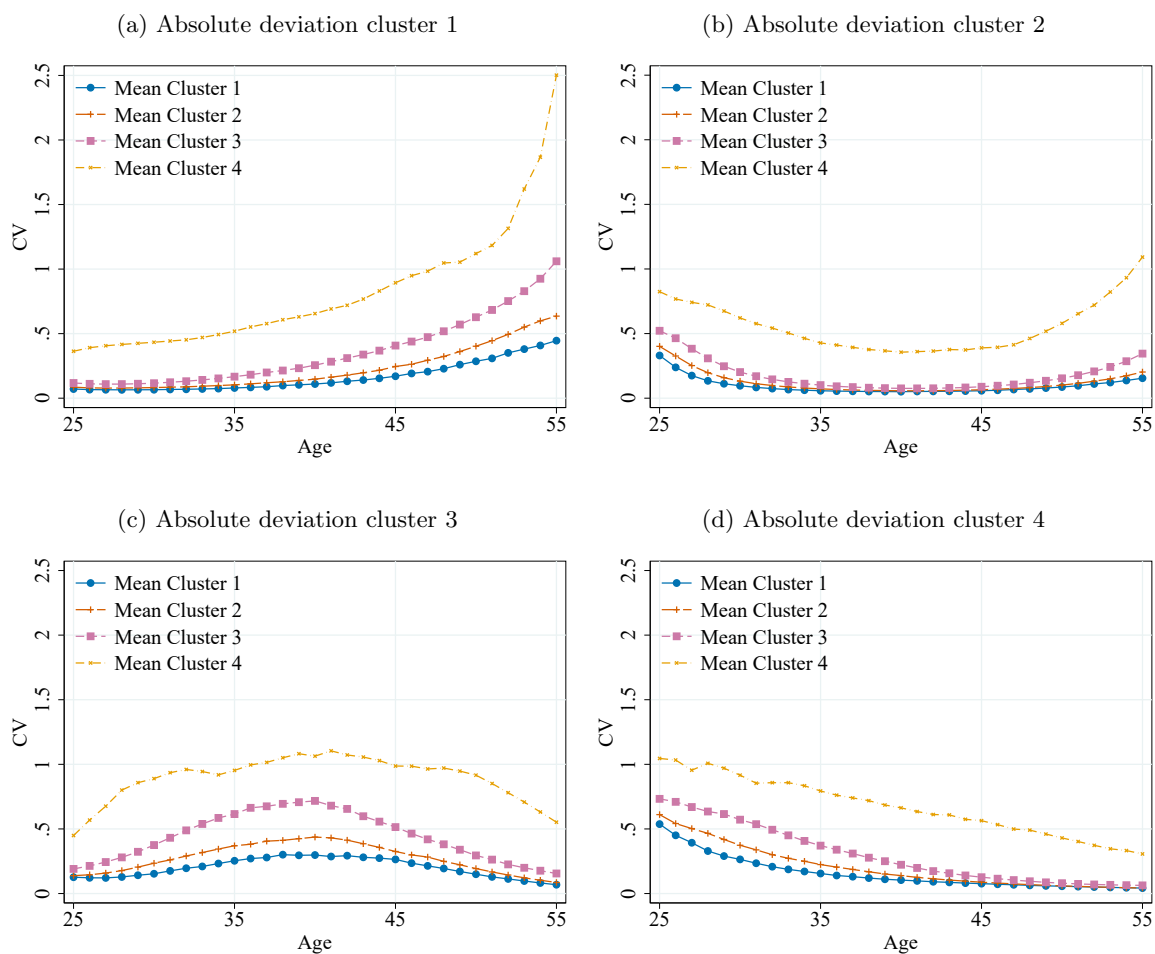 (a) Absolute deviation cluster 1
2.5
2
1.5
1
.5
0
CV
Mean Cluster 1
Mean Cluster 2
Mean Cluster 3
Mean Cluster 4
25 35 45 55
Age
(b) Absolute deviation cluster 2
2.5
2
1.5
1
.5
0
CV
Mean Cluster 1
Mean Cluster 2
Mean Cluster 3
Mean Cluster 4
25 35 45 55
Age
(c) Absolute deviation cluster 3
2.5
2
1.5
1
.5
0
CV
Mean Cluster 1
Mean Cluster 2
Mean Cluster 3
Mean Cluster 4
25 35 45 55
Age
(d) Absolute deviation cluster 4
2.5
2
1.5
1
.5
0
CV
Mean Cluster 1
Mean Cluster 2
Mean Cluster 3
Mean Cluster 4
25 35 45 55
Age